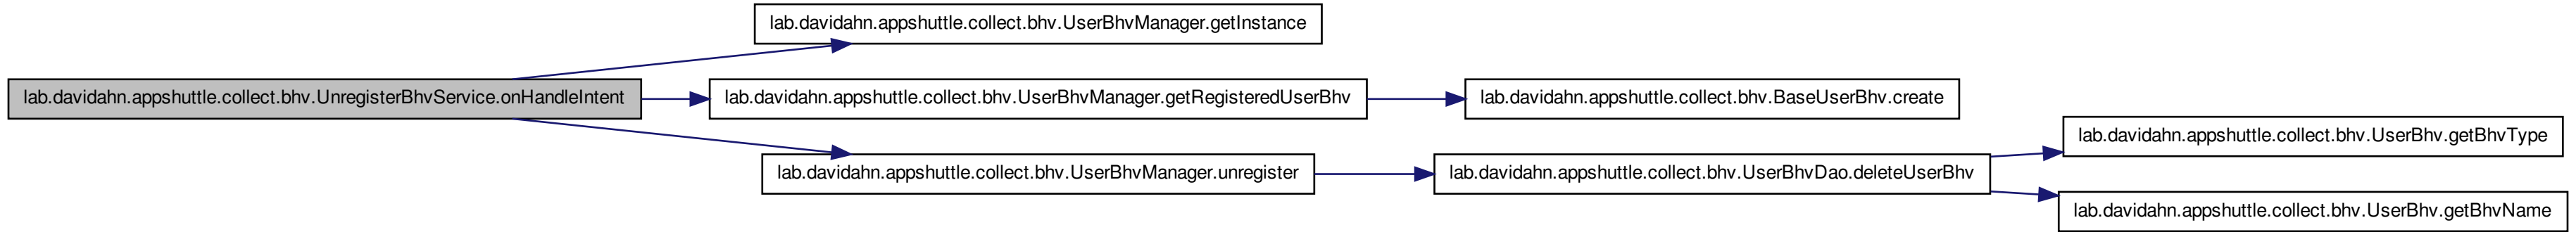 lab.davidahn.appshuttle.collect.bhv.UserBhvManager.getInstance
lab.davidahn.appshuttle.collect.bhv.UnregisterBhvService.onHandleIntent
lab.davidahn.appshuttle.collect.bhv.UserBhvManager.getRegisteredUserBhv
lab.davidahn.appshuttle.collect.bhv.BaseUserBhv.create
lab.davidahn.appshuttle.collect.bhv.UserBhvManager.unregister
lab.davidahn.appshuttle.collect.bhv.UserBhvDao.deleteUserBhv
lab.davidahn.appshuttle.collect.bhv.UserBhv.getBhvType
lab.davidahn.appshuttle.collect.bhv.UserBhv.getBhvName